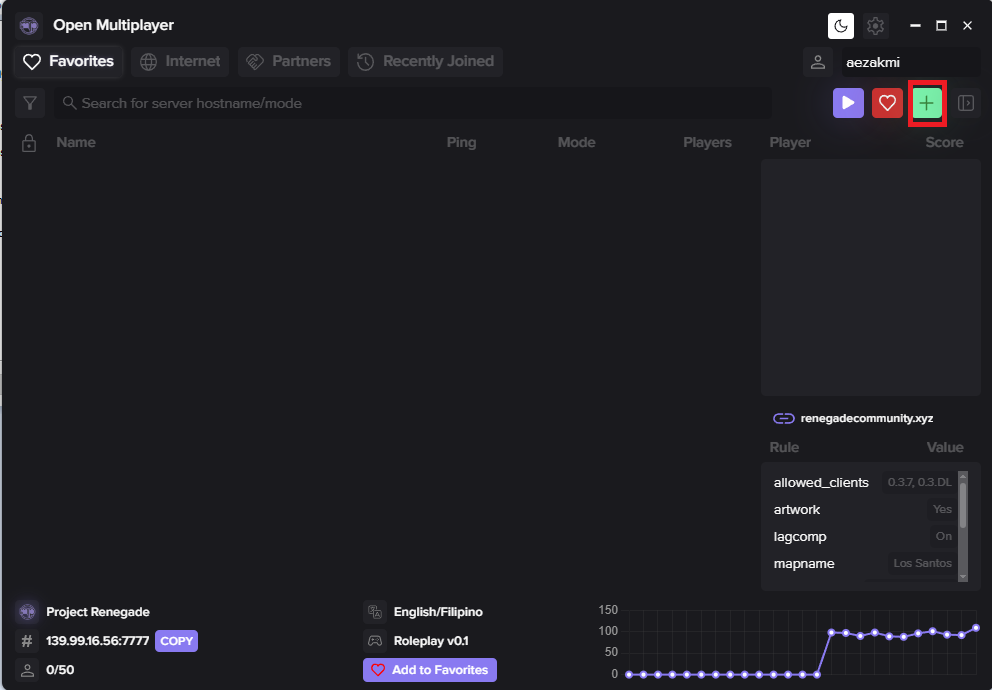 Open Multiplayer
Favorites Internet Partners Recently Joined aezakmi
Search for server hostname/mode
Name Ping Mode Players Player Score
renegadecommunity.xyz
Rule Value
allowed_clients 0.3.7, 0.3.DL
artwork Yes
lagcomp On
mapname Los Santos
Project Renegade English/Filipino
# 139.99.16.56:7777 COPY Roleplay v0.1
0/50 Add to Favorites
150
100
50
0